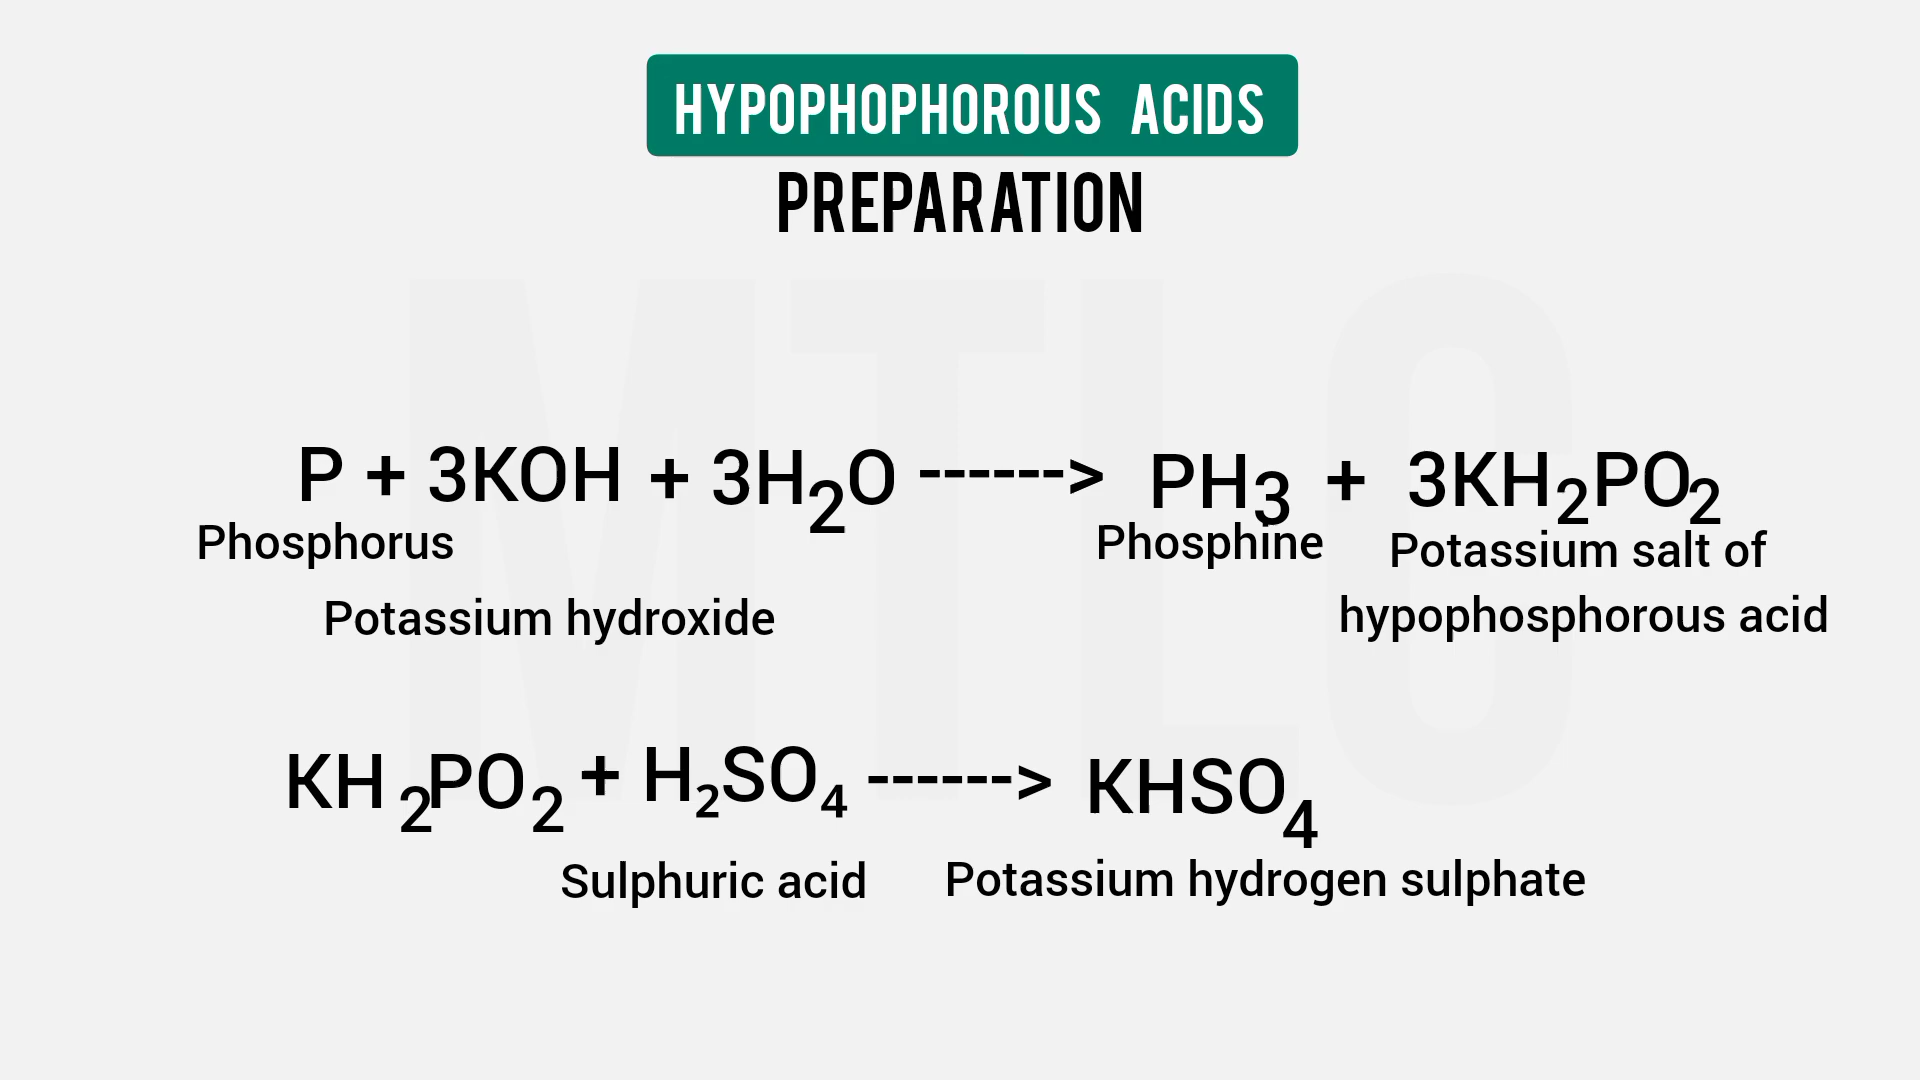 HYPOPHOPHOROUS ACIDS
PREPARATION
MTLC
P + 3KOH + 3H₂O ------> PH₃ + 3KH₂PO₂
Phosphorus Phosphine Potassium salt of
Potassium hydroxide hypophosphorous acid
KH₂PO₂ + H₂SO₄ ------> KHSO₄
Sulphuric acid Potassium hydrogen sulphate